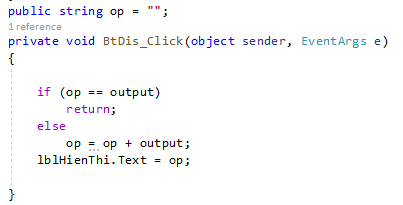 public string op = "";
1 reference
private void BtDis_Click(object sender, EventArgs e)
{
if (op == output)
return;
else
op = op + output;
lblHienThi.Text = op;
}